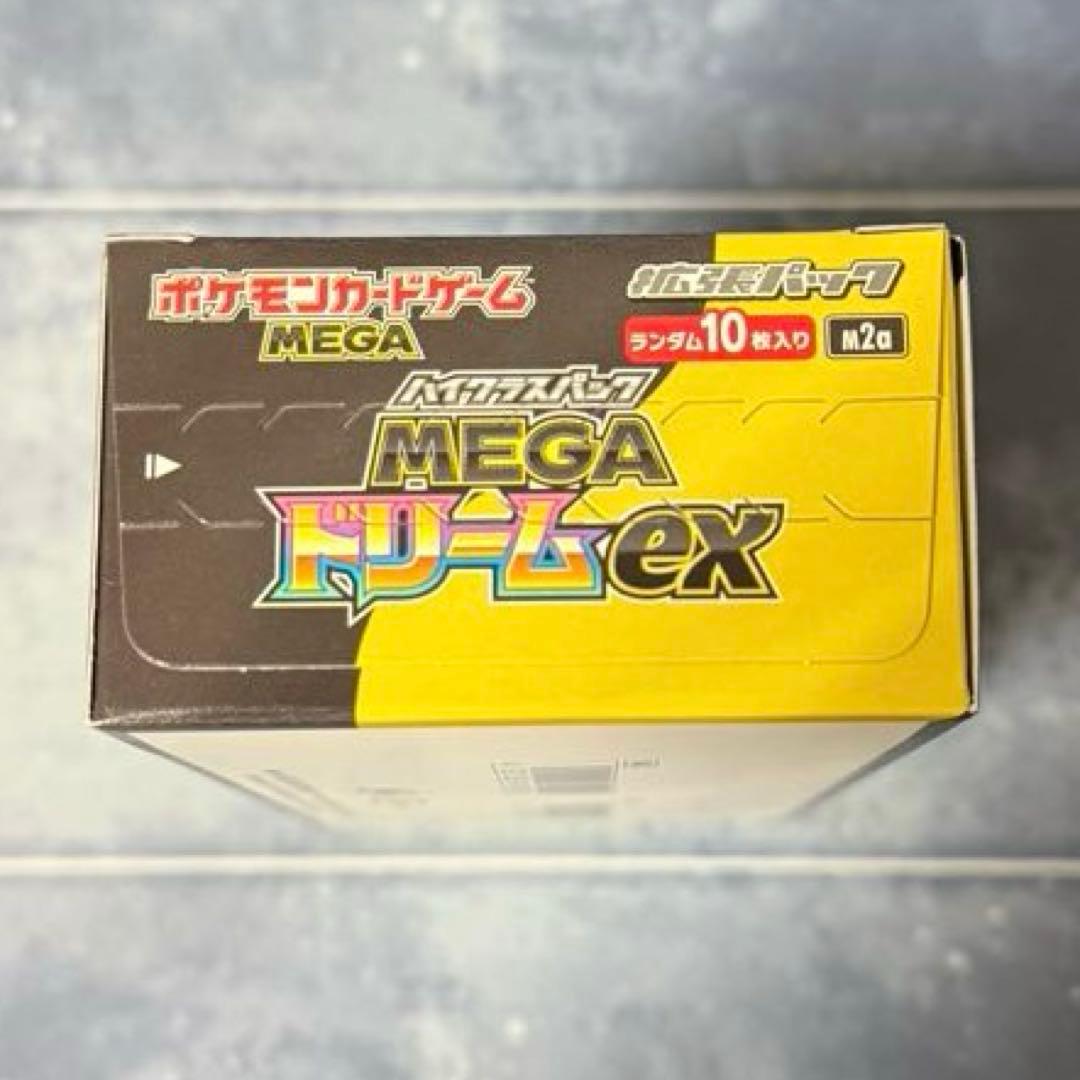 ポケモンカードゲーム
MEGA
拡張パック
ランダム10枚入り
M2a
ハイクラスパック
MEGA
ドリームex